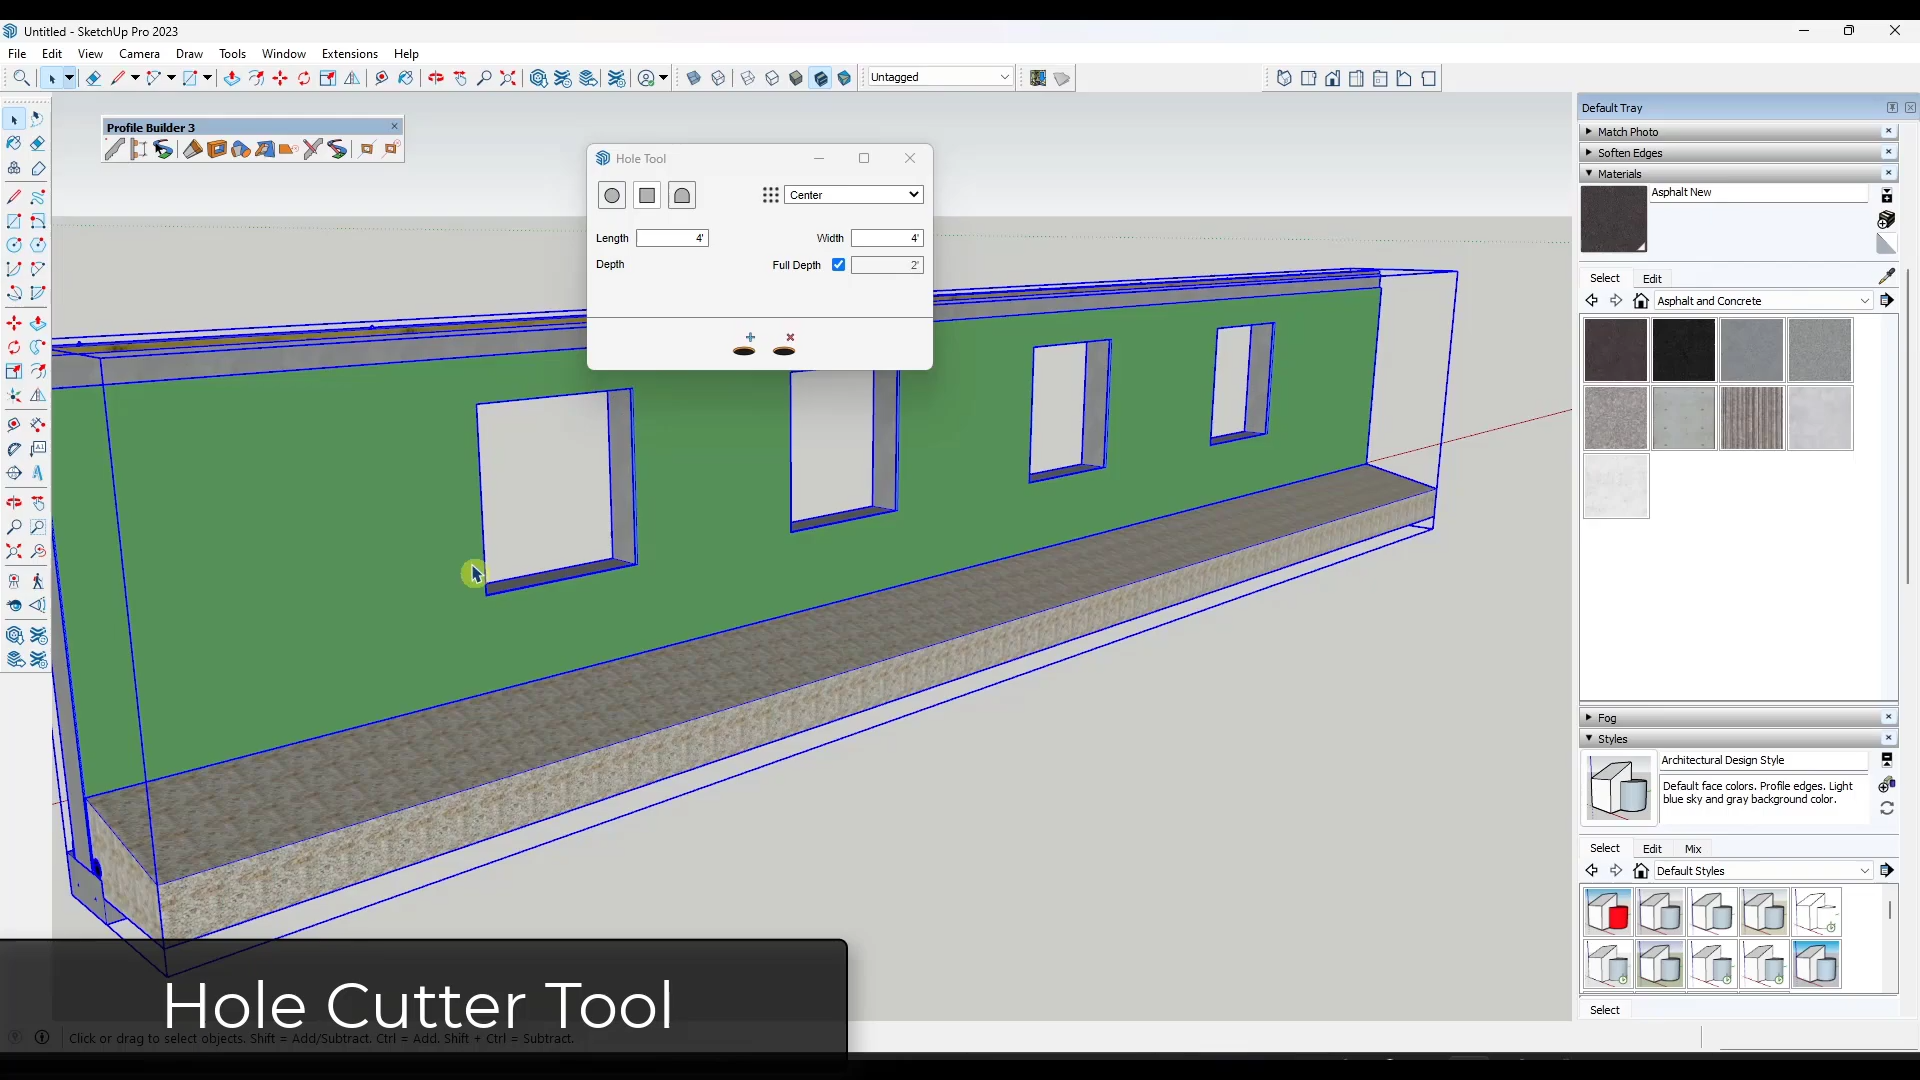 Untitled - SketchUp Pro 2023
File Edit View Camera Draw Tools Window Extensions Help
Untagged
Profile Builder 3
Hole Tool
Center
Length 4' Width 4'
Depth Full Depth 2'
Default Tray
Match Photo
Soften Edges
Materials
Asphalt New
Select Edit
Asphalt and Concrete
Fog
Styles
Architectural Design Style
Default face colors. Profile edges. Light
blue sky and gray background color.
Select Edit Mix
Default Styles
Select
Hole Cutter Tool
Click or drag to select objects. Shift = Add/Subtract. Ctrl = Add. Shift + Ctrl = Subtract.